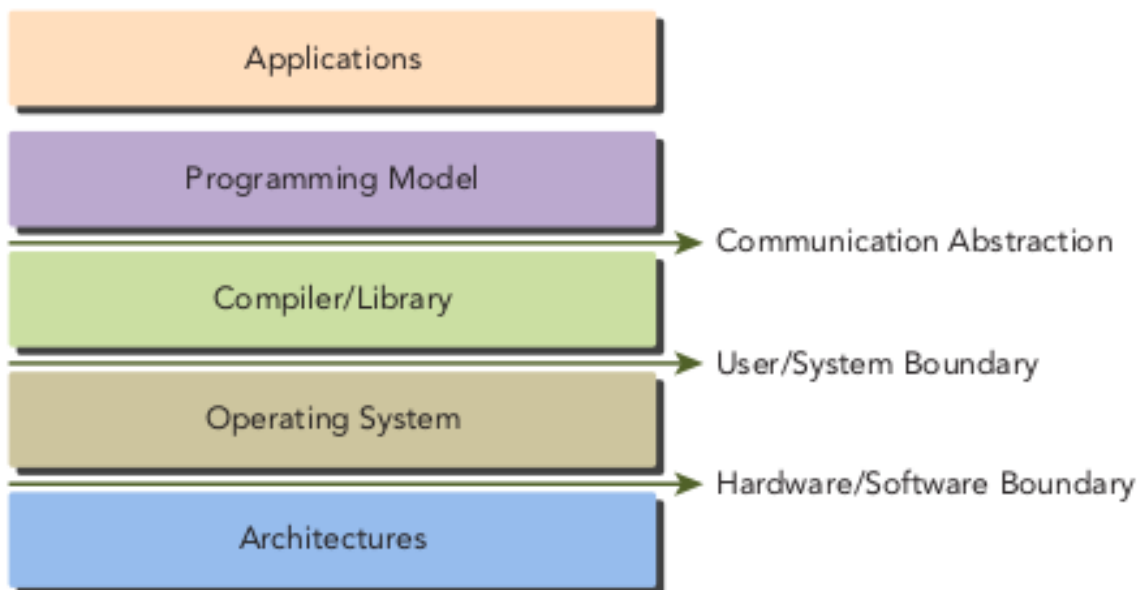 Applications
Programming Model
Communication Abstraction
Compiler/Library
User/System Boundary
Operating System
Hardware/Software Boundary
Architectures